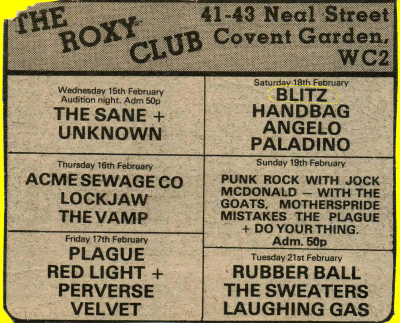 THE ROXY CLUB
41-43 Neal Street
Covent Garden,
WC2
Wednesday 15th February
Audition night. Adm 50p
THE SANE +
UNKNOWN
Thursday 16th February
ACME SEWAGE CO
LOCKJAW
THE VAMP
Friday 17th February
PLAGUE
RED LIGHT +
PERVERSE
VELVET
Saturday 18th February
BLITZ
HANDBAG
ANGELO
PALADINO
Sunday 19th February
PUNK ROCK WITH JOCK
MCDONALD — WITH THE
GOATS, MOTHERSPRIDE
MISTAKES THE PLAGUE
+ DO YOUR THING.
Adm. 50p
Tuesday 21st February
RUBBER BALL
THE SWEATERS
LAUGHING GAS